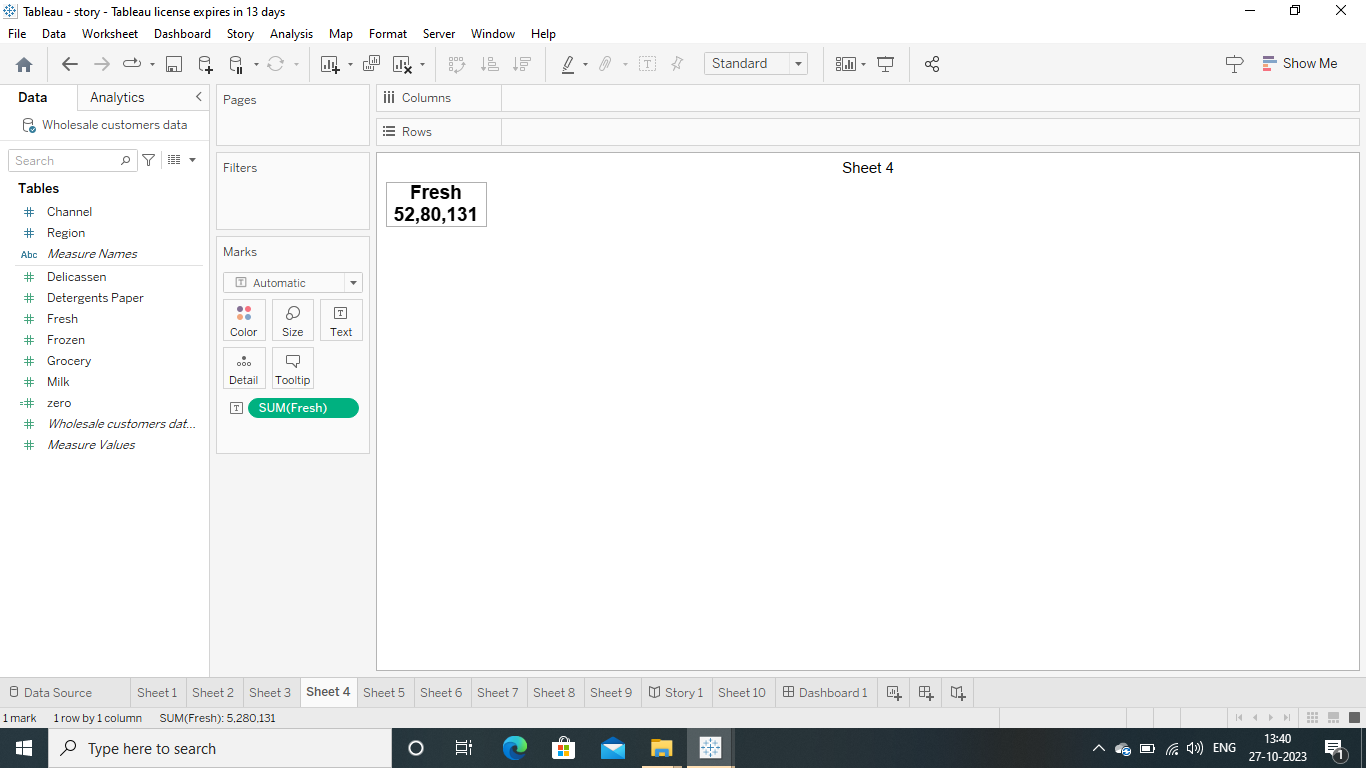 Tableau - story - Tableau license expires in 13 days
File Data Worksheet Dashboard Story Analysis Map Format Server Window Help
Standard
Show Me
Data Analytics
Wholesale customers data
Search
Tables
Channel
Region
Abc Measure Names
Delicassen
Detergents Paper
Fresh
Frozen
Grocery
Milk
zero
Wholesale customers dat...
Measure Values
Pages
Filters
Marks
Automatic
Color Size Text
Detail Tooltip
SUM(Fresh)
Columns
Rows
Sheet 4
Fresh
52,80,131
Data Source Sheet 1 Sheet 2 Sheet 3 Sheet 4 Sheet 5 Sheet 6 Sheet 7 Sheet 8 Sheet 9 Story 1 Sheet 10 Dashboard 1
1 mark 1 row by 1 column SUM(Fresh): 5,280,131
Type here to search
ENG
13:40
27-10-2023
1